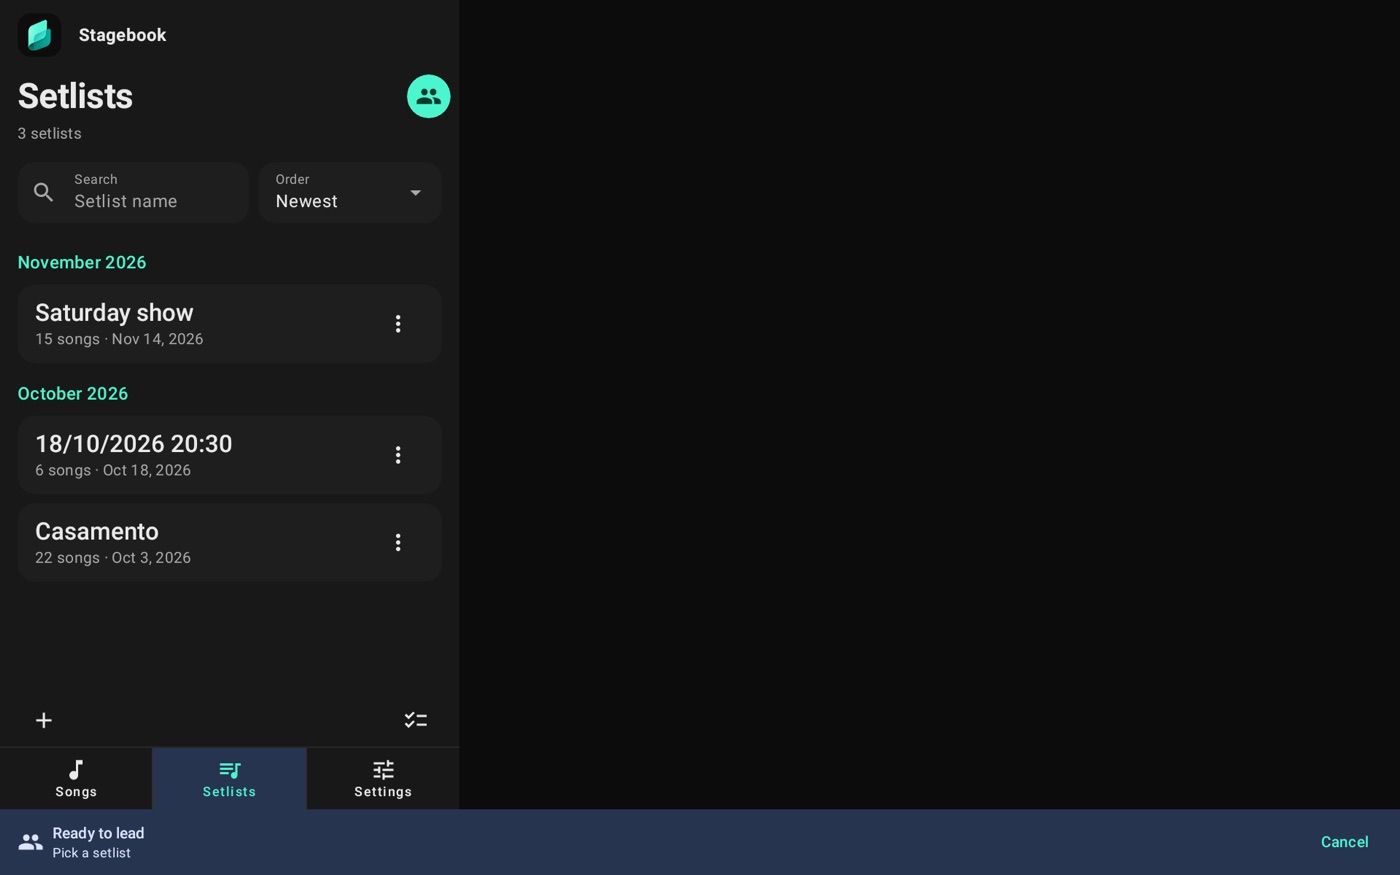 Stagebook
Setlists
3 setlists
Search
Setlist name
Order
Newest
November 2026
Saturday show
15 songs · Nov 14, 2026
October 2026
18/10/2026 20:30
6 songs · Oct 18, 2026
Casamento
22 songs · Oct 3, 2026
Songs
Setlists
Settings
Ready to lead
Pick a setlist
Cancel